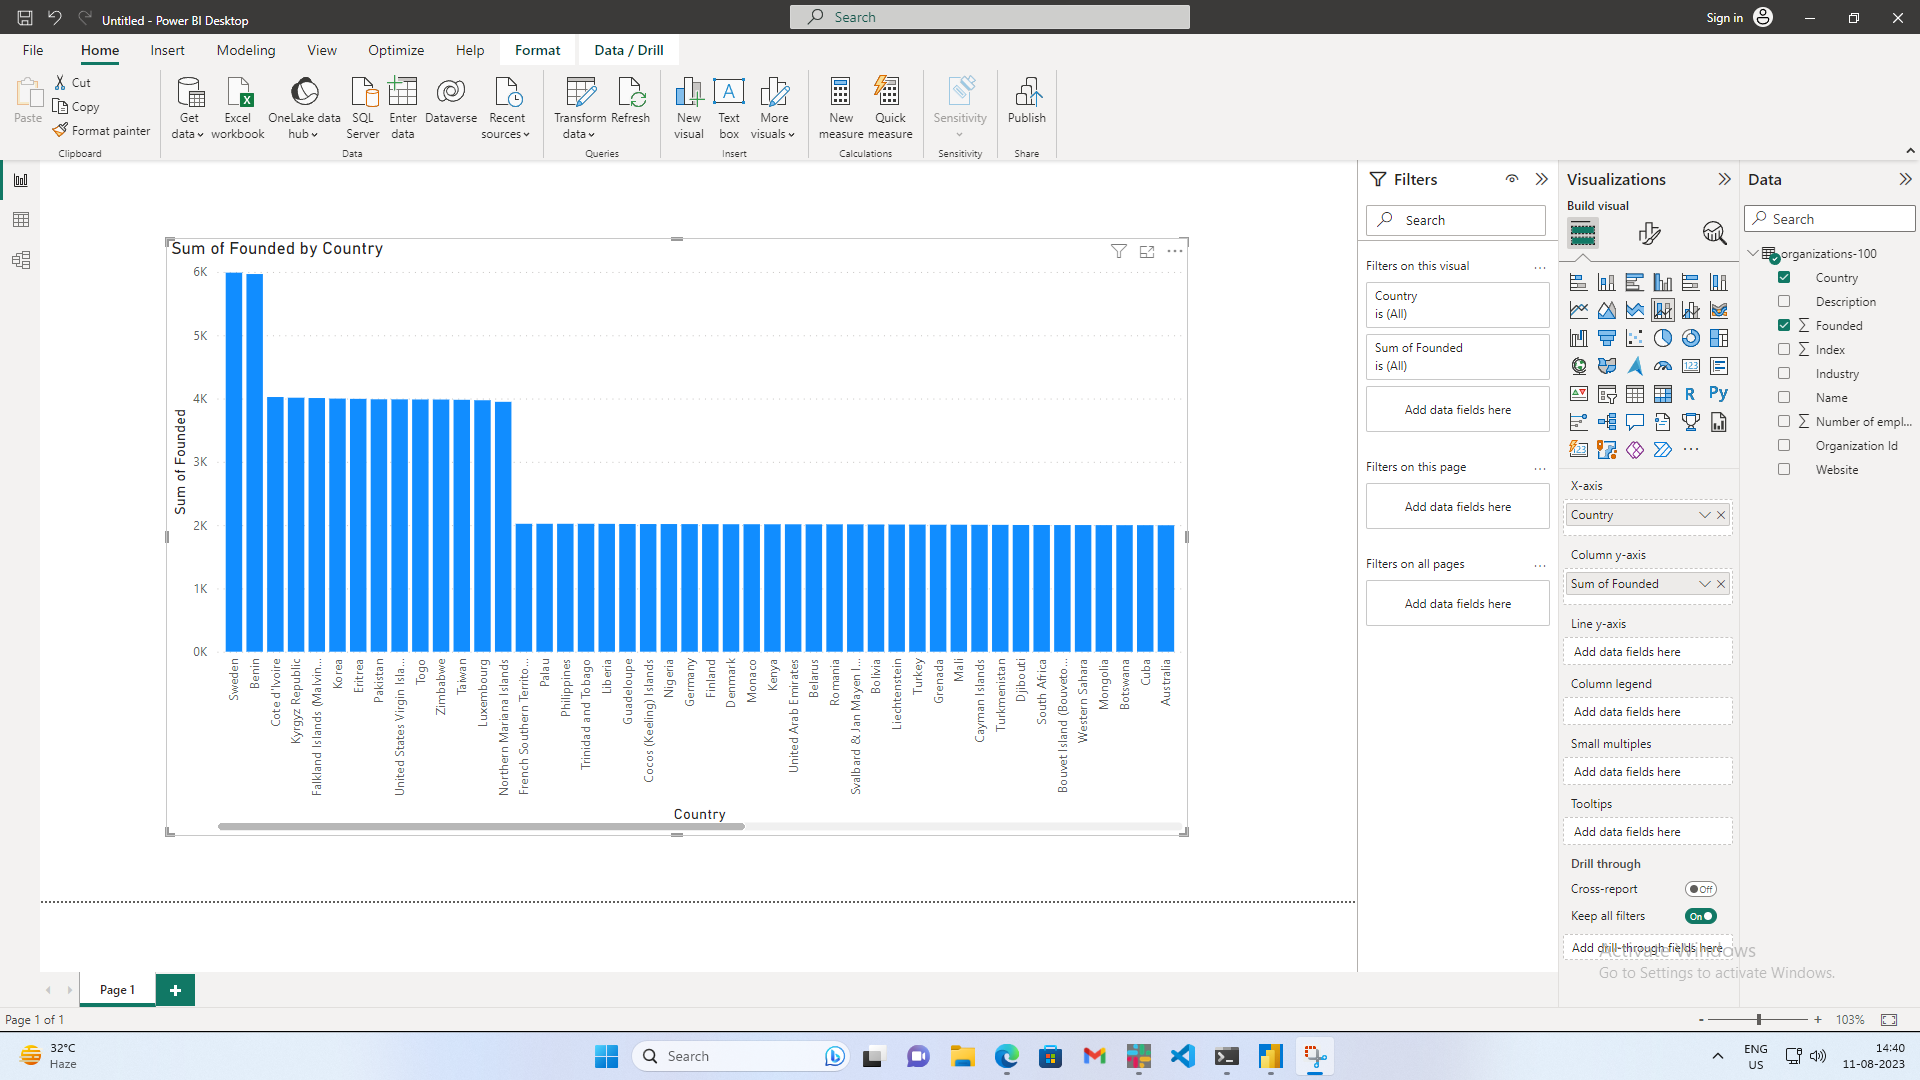 Untitled - Power BI Desktop
Search
Sign in
File
Home
Insert
Modeling
View
Optimize
Help
Format
Data / Drill
Paste
Cut
Copy
Format painter
Clipboard
Get data
Excel workbook
OneLake data hub
SQL Server
Enter data
Dataverse
Recent sources
Data
Transform data
Refresh
Queries
New visual
Text box
More visuals
Insert
New measure
Quick measure
Calculations
Sensitivity
Sensitivity
Publish
Share
Sum of Founded by Country
6K
5K
4K
3K
2K
1K
0K
Sum of Founded
Sweden
Benin
Cote d'Ivoire
Kyrgyz Republic
Falkland Islands (Malvin...
Korea
Eritrea
Pakistan
United States Virgin Isla...
Togo
Zimbabwe
Taiwan
Luxembourg
Northern Mariana Islands
French Southern Territo...
Palau
Philippines
Trinidad and Tobago
Liberia
Guadeloupe
Cocos (Keeling) Islands
Nigeria
Germany
Finland
Denmark
Monaco
Kenya
United Arab Emirates
Belarus
Romania
Svalbard & Jan Mayen I...
Bolivia
Liechtenstein
Turkey
Grenada
Mali
Cayman Islands
Turkmenistan
Djibouti
South Africa
Bouvet Island (Bouveto...
Western Sahara
Mongolia
Botswana
Cuba
Australia
Country
Filters
Search
Filters on this visual
...
Country
is (All)
Sum of Founded
is (All)
Add data fields here
Filters on this page
...
Add data fields here
Filters on all pages
...
Add data fields here
Visualizations
Build visual
123
R
Py
123
...
X-axis
Country
Column y-axis
Sum of Founded
Line y-axis
Add data fields here
Column legend
Add data fields here
Small multiples
Add data fields here
Tooltips
Add data fields here
Drill through
Cross-report
Off
Keep all filters
On
Add drill-through fields here
Data
Search
organizations-100
Country
Description
Founded
Index
Industry
Name
Number of empl...
Organization Id
Website
Activate Windows
Go to Settings to activate Windows.
Page 1
Page 1 of 1
- + 103%
32°C
Haze
Search
ENG
US
14:40
11-08-2023